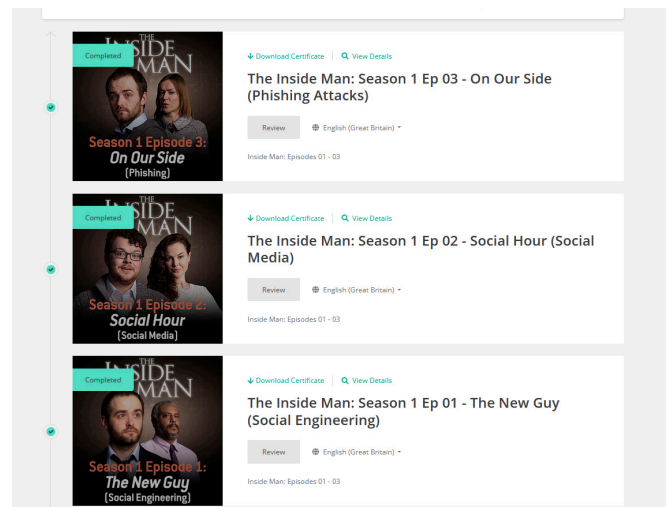 Completed
THE
INSIDE
MAN
Season 1 Episode 3:
On Our Side
(Phishing)
Download Certificate
View Details
The Inside Man: Season 1 Ep 03 - On Our Side
(Phishing Attacks)
Review
English (Great Britain)
Inside Man: Episodes 01 - 03
Completed
THE
INSIDE
MAN
Season 1 Episode 2:
Social Hour
(Social Media)
Download Certificate
View Details
The Inside Man: Season 1 Ep 02 - Social Hour (Social
Media)
Review
English (Great Britain)
Inside Man: Episodes 01 - 03
Completed
THE
INSIDE
MAN
Season 1 Episode 1:
The New Guy
(Social Engineering)
Download Certificate
View Details
The Inside Man: Season 1 Ep 01 - The New Guy
(Social Engineering)
Review
English (Great Britain)
Inside Man: Episodes 01 - 03